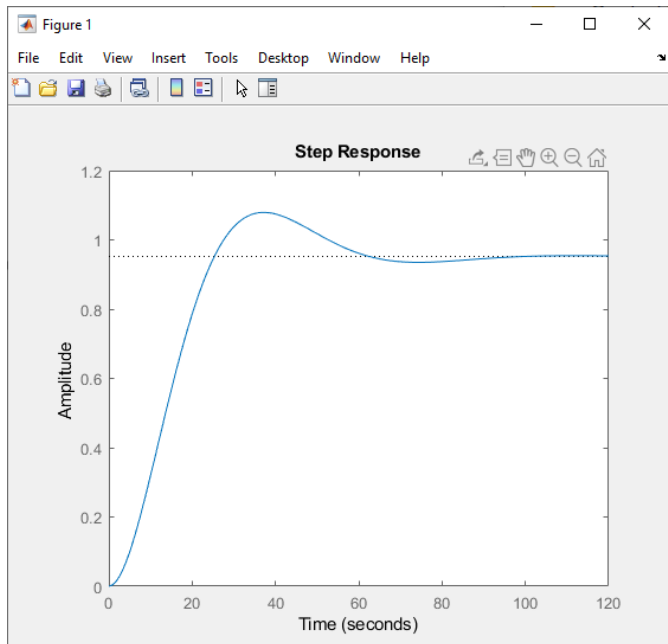 Figure 1
File Edit View Insert Tools Desktop Window Help
Step Response
1.2
1
0.8
0.6
0.4
0.2
0
Amplitude
0 20 40 60 80 100 120
Time (seconds)